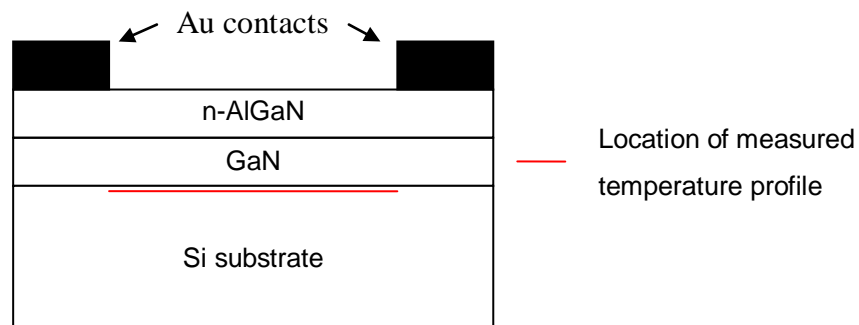 Au contacts
n-AlGaN
GaN
Location of measured
temperature profile
Si substrate